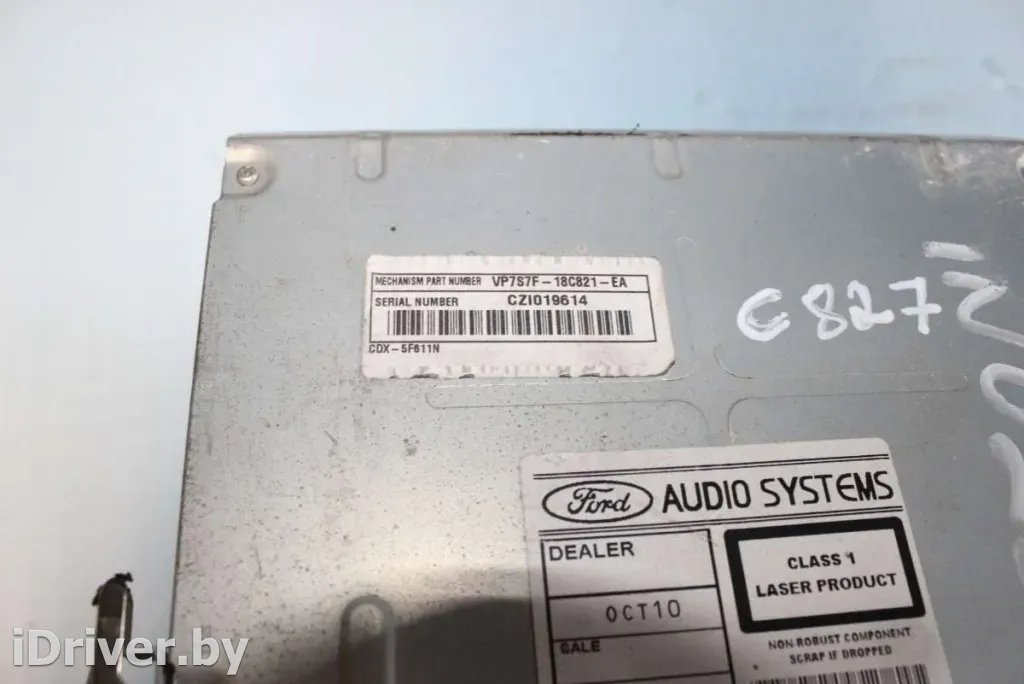 MECHANISM PART NUMBER VP7S7F-18C821-EA
SERIAL NUMBER CZI019614
CDX-5F611N
C827
Ford AUDIO SYSTEMS
DEALER
OCT10
SALE
CLASS 1
LASER PRODUCT
NON-ROBUST COMPONENT
SCRAP IF DROPPED
iDriver.by